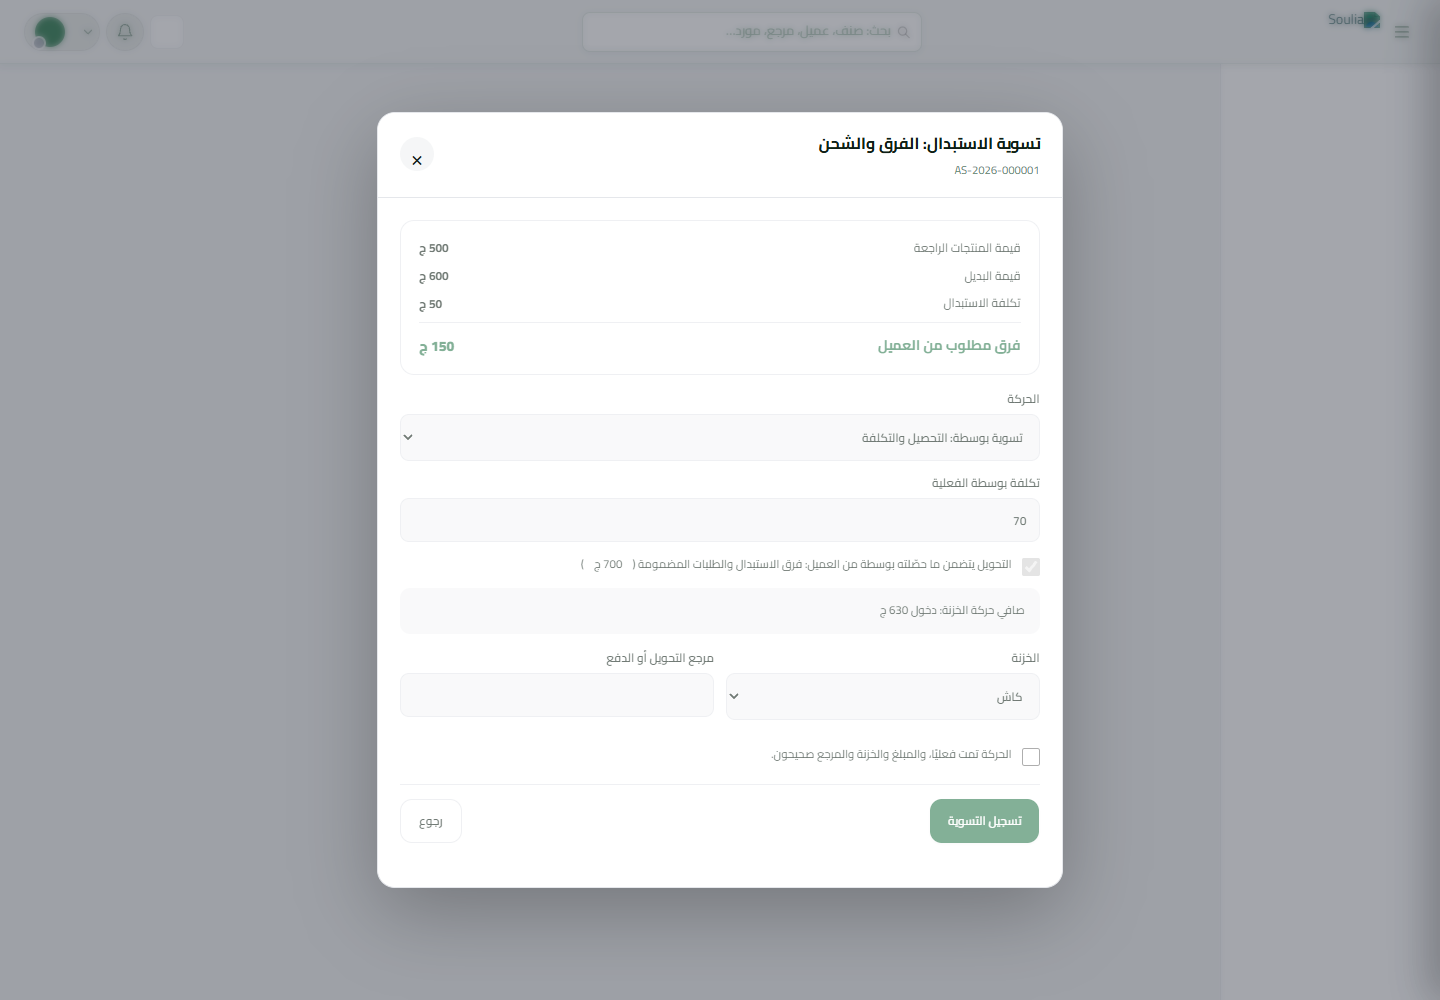 Soulia
بحث: صنف، عميل، مرجع، مورد...
تسوية الاستبدال: الفرق والشحن
AS-2026-000001
×
قيمة المنتجات الراجعة 500 ج
قيمة البديل 600 ج
تكلفة الاستبدال 50 ج
فرق مطلوب من العميل 150 ج
الحركة
تسوية بوسطة: التحصيل والتكلفة
تكلفة بوسطة الفعلية
70
التحويل يتضمن ما حصّلته بوسطة من العميل: فرق الاستبدال والطلبات المضمومة ( 700 ج )
صافي حركة الخزنة: دخول 630 ج
الخزنة مرجع التحويل أو الدفع
كاش
الحركة تمت فعليًا، والمبلغ والخزنة والمرجع صحيحون.
تسجيل التسوية رجوع